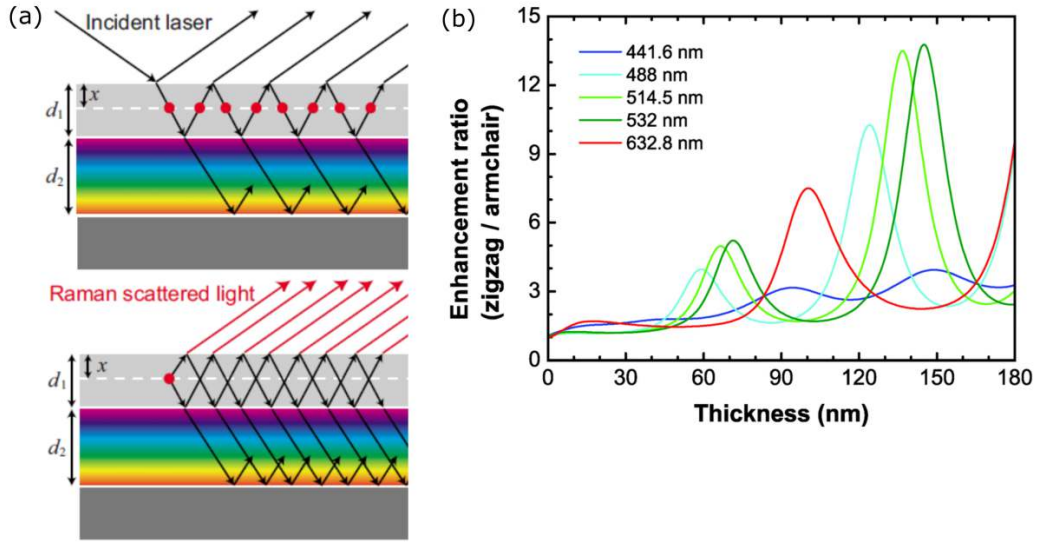 (a)
Incident laser
x
d₁
d₂
Raman scattered light
x
d₁
d₂
(b)
Enhancement ratio
(zigzag / armchair)
15
12
9
6
3
0
441.6 nm
488 nm
514.5 nm
532 nm
632.8 nm
0 30 60 90 120 150 180
Thickness (nm)